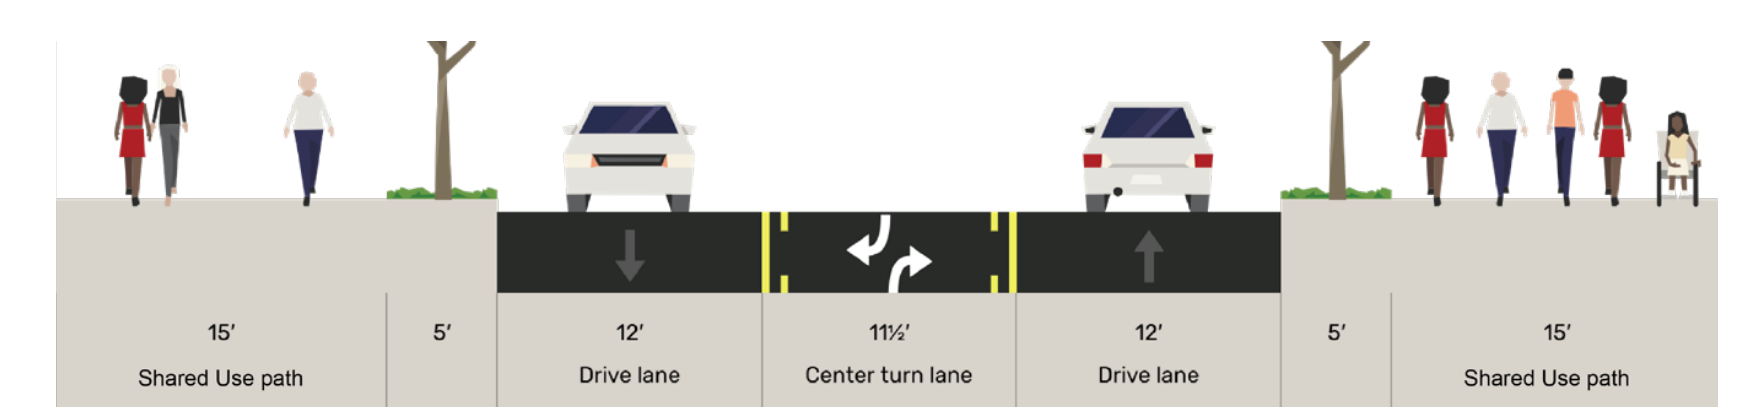 15′ 5′ 12′ 11½′ 12′ 5′ 15′
Shared Use path Drive lane Center turn lane Drive lane Shared Use path